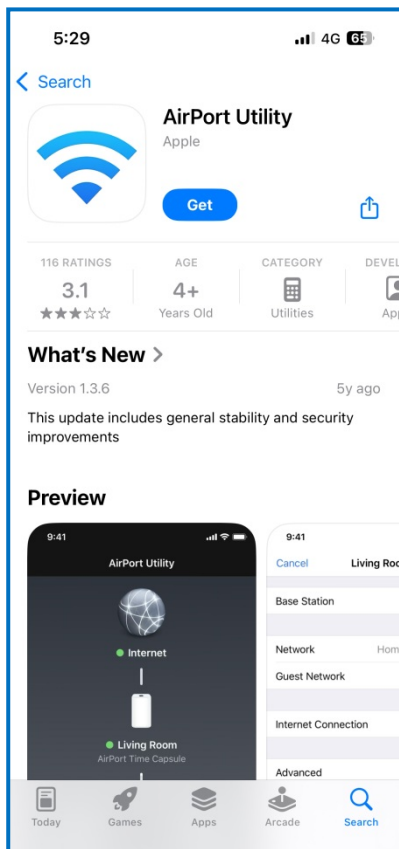 5:29
4G 65
Search
AirPort Utility
Apple
Get
116 RATINGS
AGE
CATEGORY
3.1
4+
Years Old
Utilities
What's New
Version 1.3.6
5y ago
This update includes general stability and security
improvements
Preview
9:41
AirPort Utility
Internet
Living Room
AirPort Time Capsule
9:41
Cancel
Base Station
Network
Guest Network
Internet Connection
Advanced
Today
Games
Apps
Arcade
Search